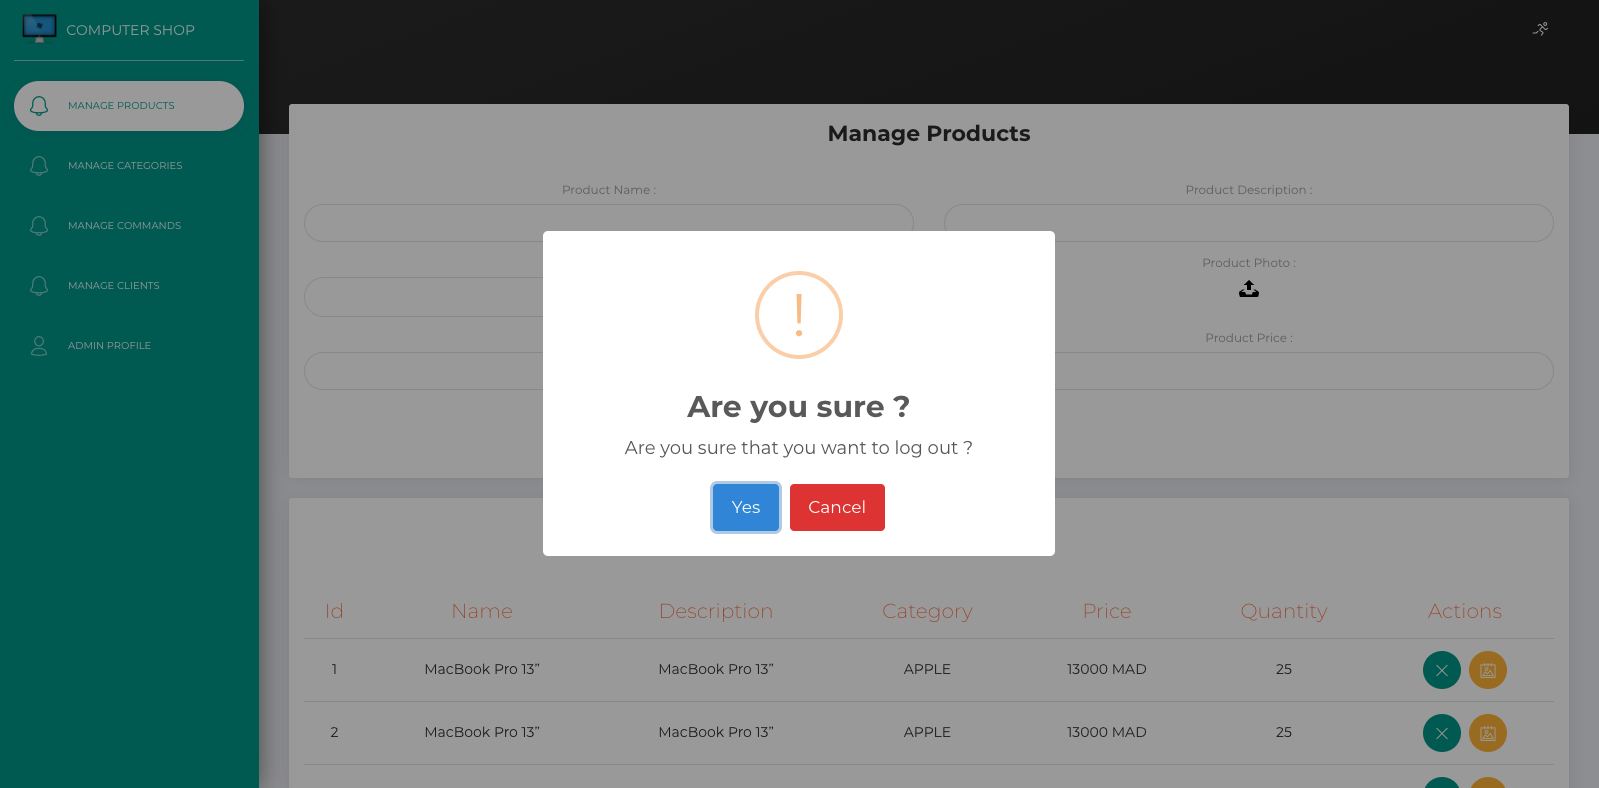 COMPUTER SHOP
MANAGE PRODUCTS
MANAGE CATEGORIES
MANAGE COMMANDS
MANAGE CLIENTS
ADMIN PROFILE
Manage Products
Product Name :
Product Description :
Product Photo :
Product Price :
!
Are you sure ?
Are you sure that you want to log out ?
Yes Cancel
Id Name Description Category Price Quantity Actions
1 MacBook Pro 13” MacBook Pro 13” APPLE 13000 MAD 25
2 MacBook Pro 13” MacBook Pro 13” APPLE 13000 MAD 25